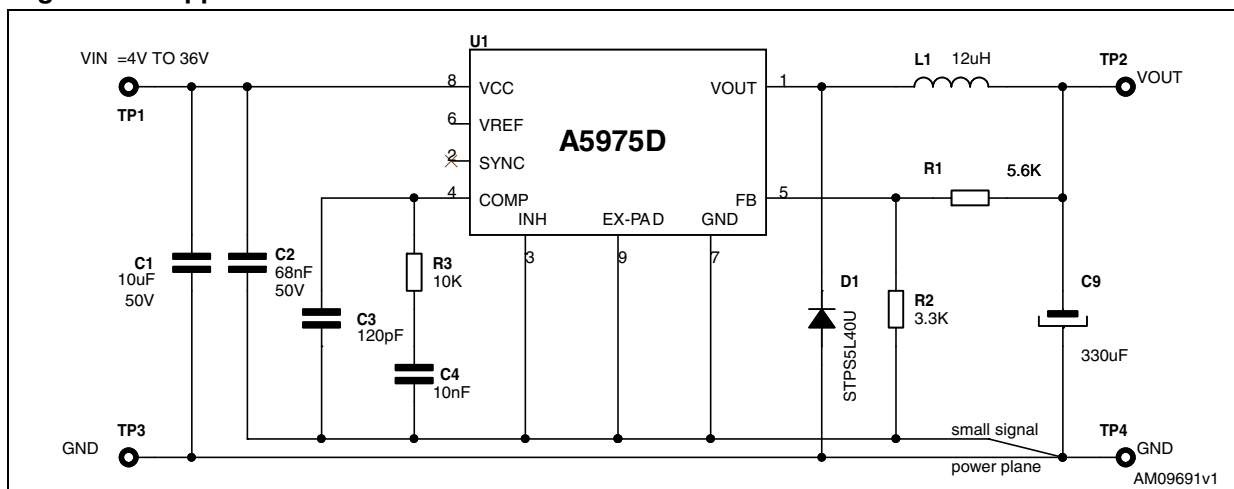 VIN =4V TO 36V
TP1
U1
8
VCC
6
VREF
2
SYNC
4
COMP
A5975D
VOUT
1
FB
5
INH
EX-PAD
GND
3
9
7
L1
12uH
TP2
VOUT
R1
5.6K
C1
10uF
50V
C2
68nF
50V
C3
120pF
R3
10K
C4
10nF
D1
STPS5L40U
R2
3.3K
C9
330uF
small signal
power plane
TP3
GND
TP4
GND
AM09691v1